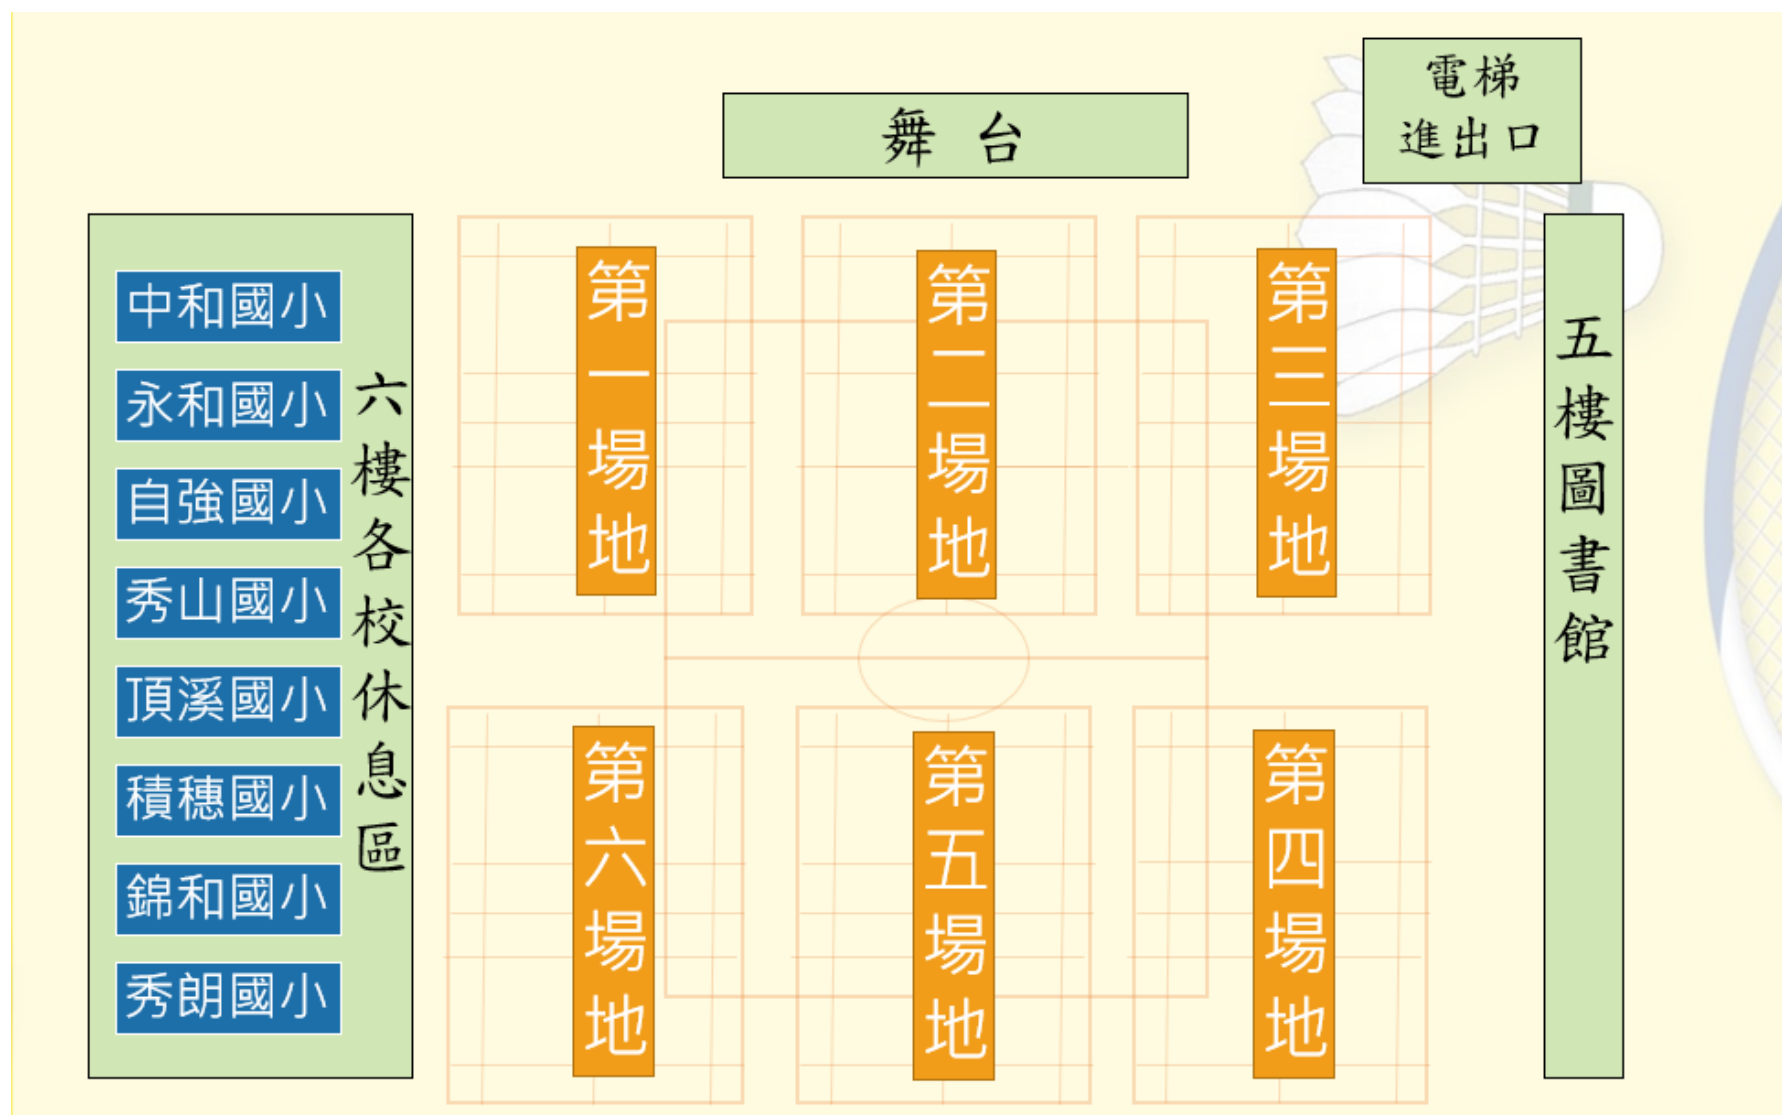 電梯
進出口
舞台
中和國小
永和國小
自強國小
秀山國小
頂溪國小
積穗國小
錦和國小
秀朗國小
六樓各校休息區
第一場地
第二場地
第三場地
第六場地
第五場地
第四場地
五樓圖書館